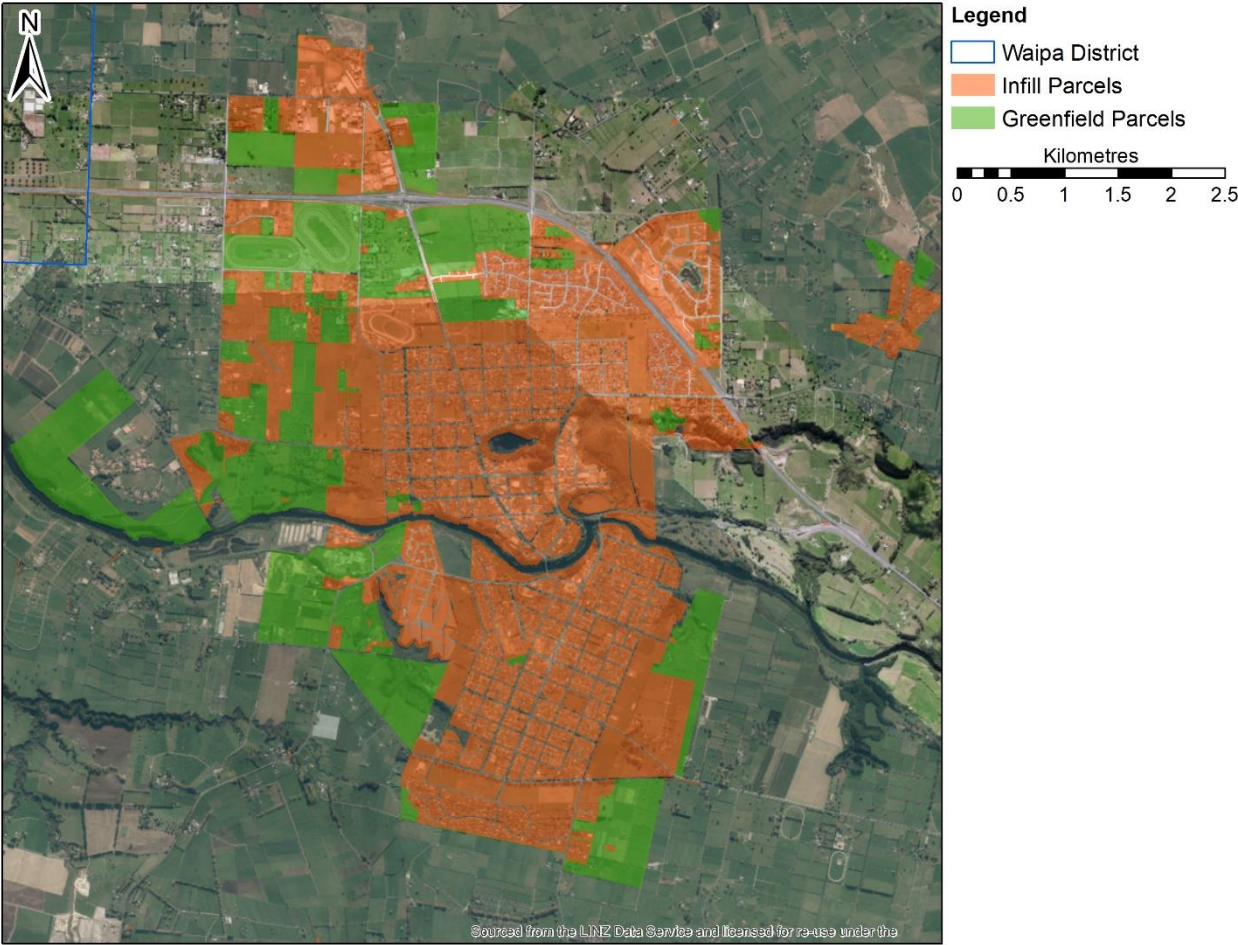 N
Legend
Waipa District
Infill Parcels
Greenfield Parcels
Kilometres
0 0.5 1 1.5 2 2.5
Sourced from the LINZ Data Service and licensed for re-use under the